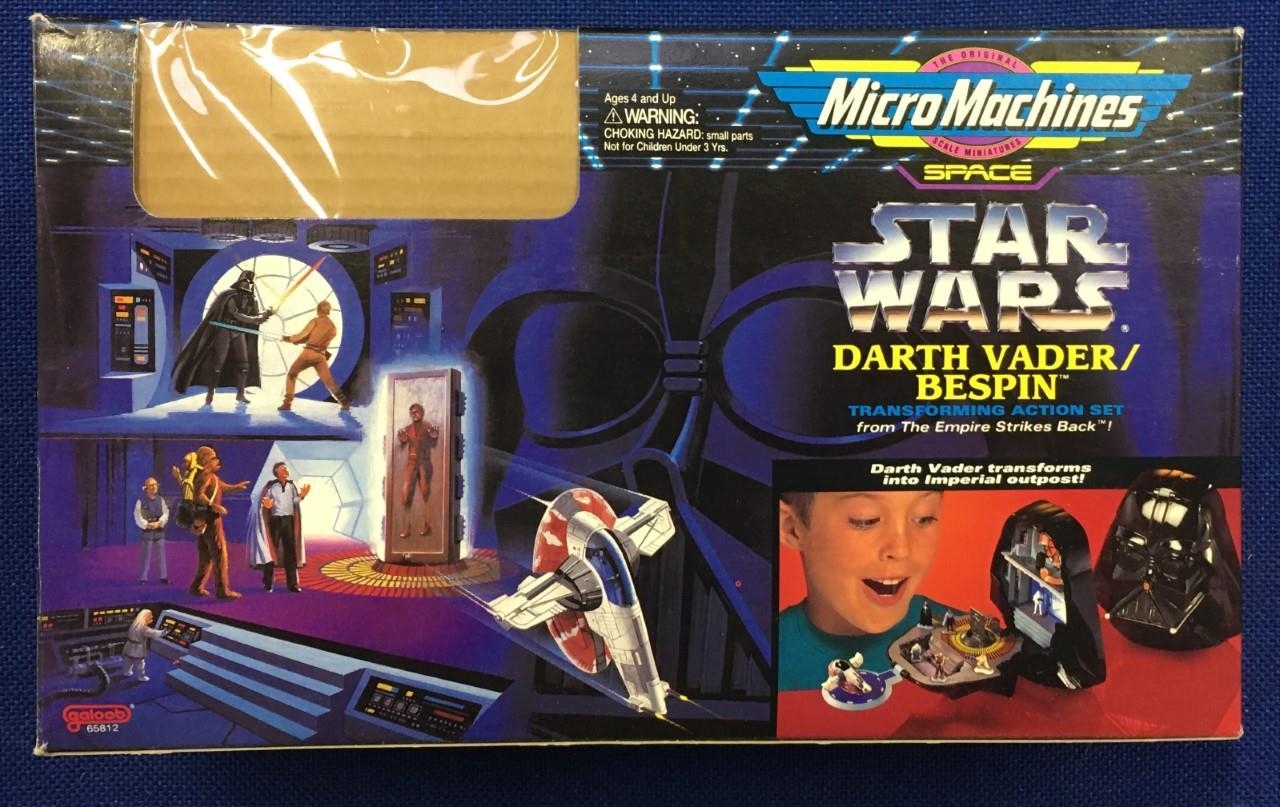 Ages 4 and Up
⚠ WARNING:
CHOKING HAZARD: small parts
Not for Children Under 3 Yrs.
THE ORIGINAL
Micro Machines
SCALE MINIATURES
SPACE
STAR
WARS®
DARTH VADER/
BESPIN™
TRANSFORMING ACTION SET
from The Empire Strikes Back™!
Darth Vader transforms
into Imperial outpost!
galoob®
65812